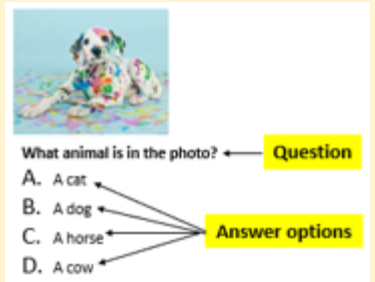 What animal is in the photo? Question
A. A cat
B. A dog
C. A horse
Answer options
D. A cow